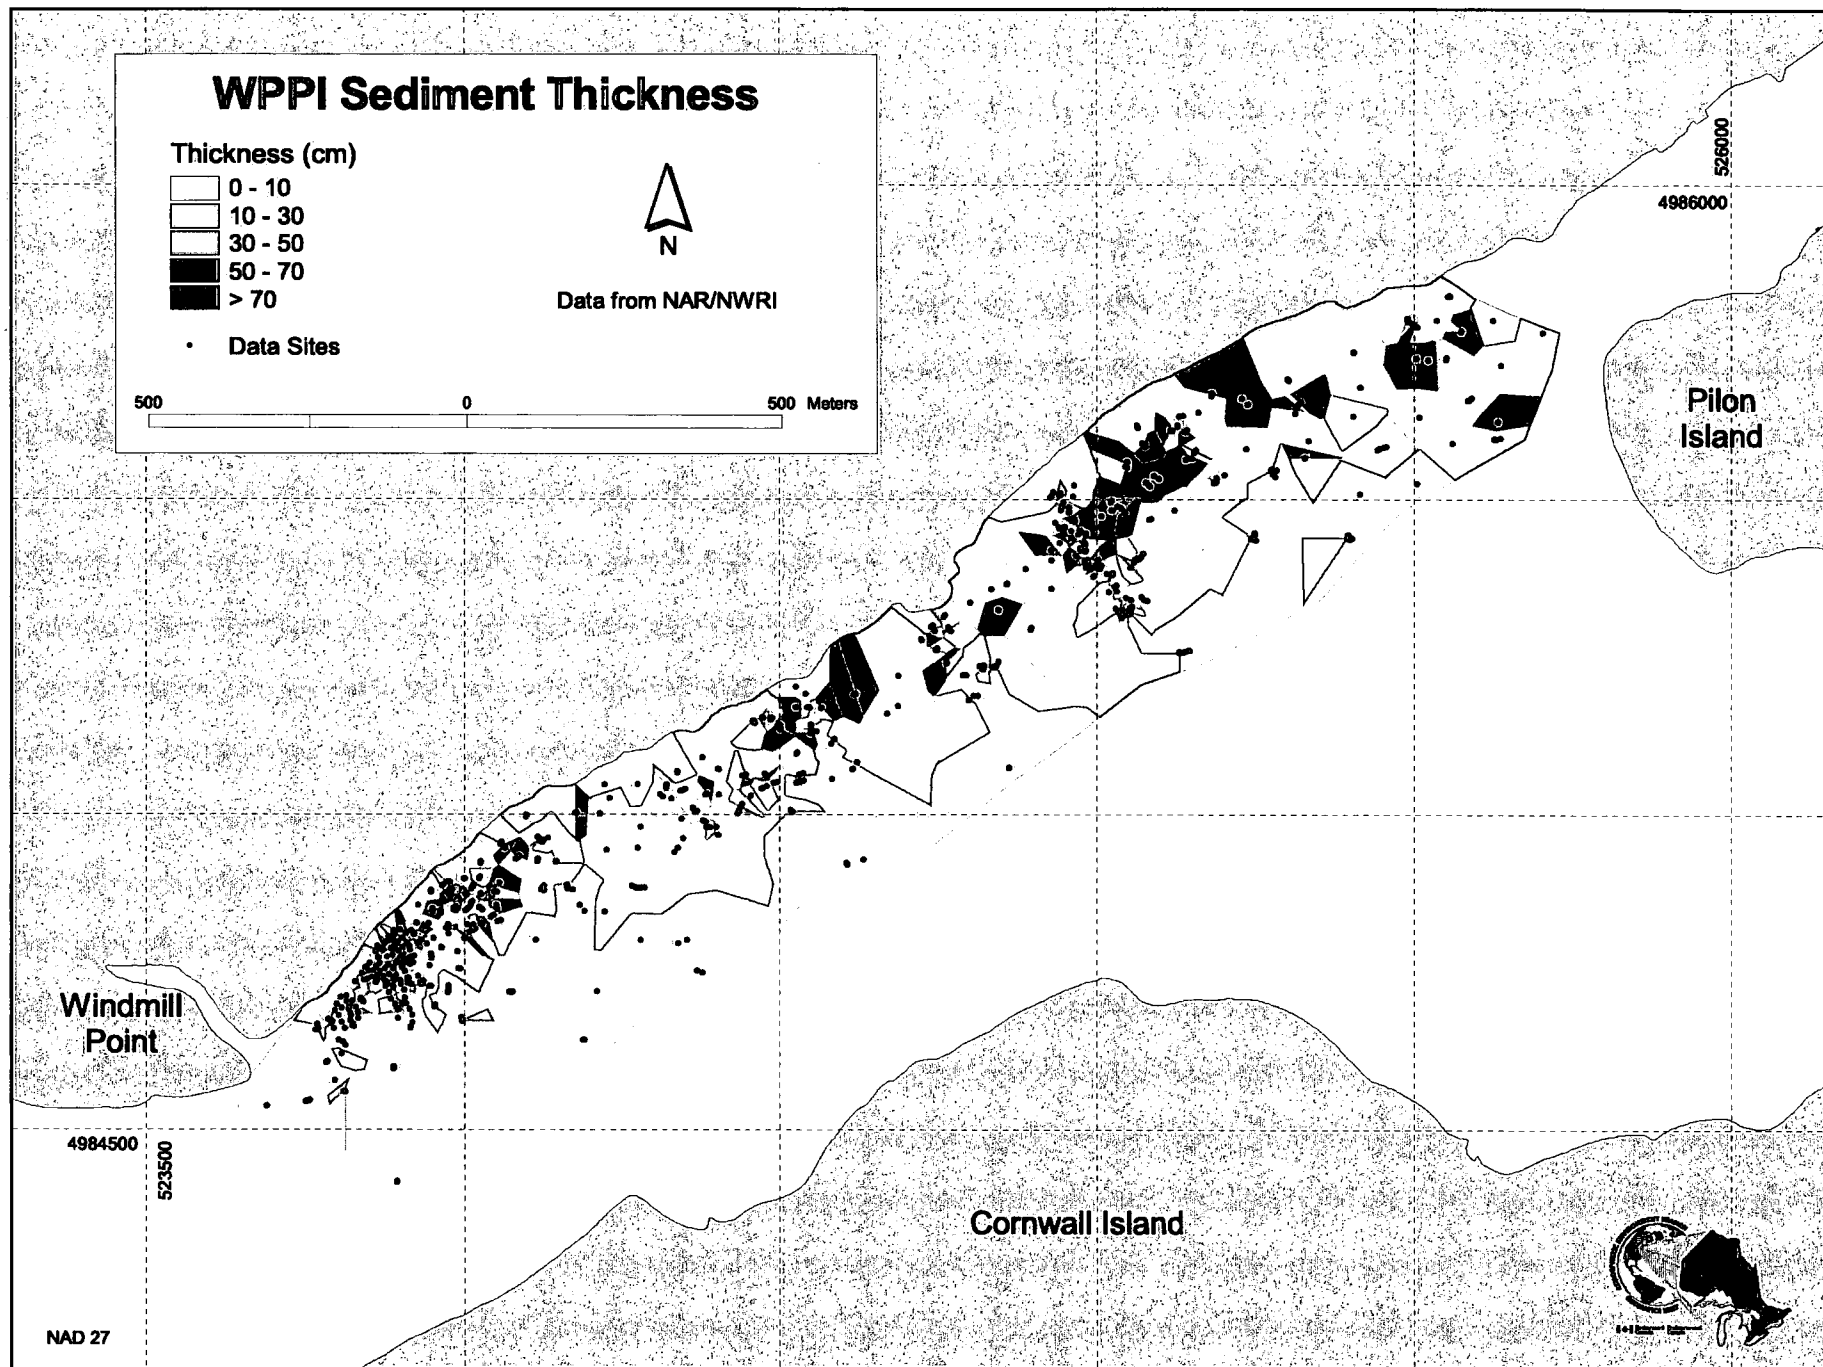 WPPI Sediment Thickness
Thickness (cm)
0 - 10
10 - 30
30 - 50
50 - 70
> 70
Data Sites
N
Data from NAR/NWRI
500 0 500 Meters
526000
4986000
Pilon
Island
Windmill
Point
4984500
523500
Cornwall Island
NAD 27